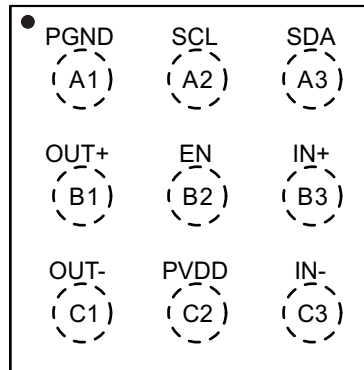 PGND SCL SDA
A1 A2 A3
OUT+ EN IN+
B1 B2 B3
OUT- PVDD IN-
C1 C2 C3